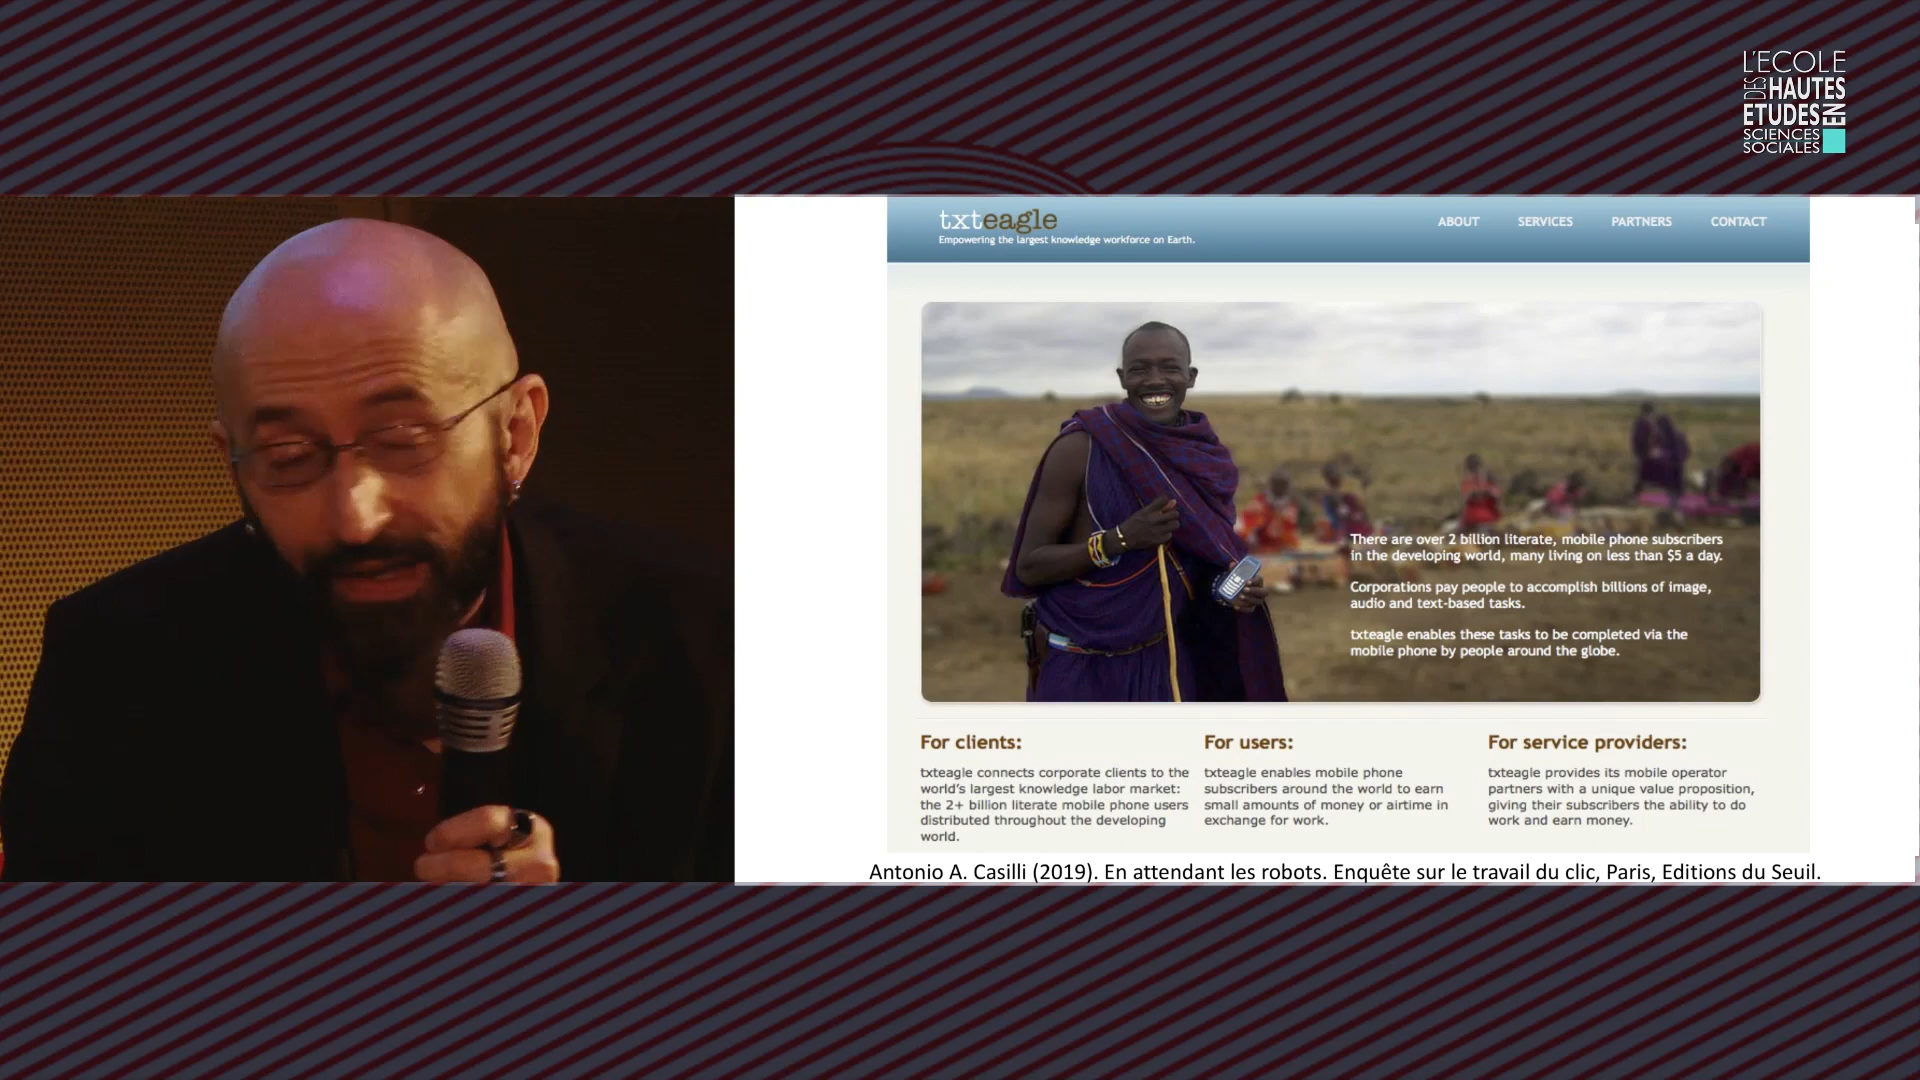 L'ECOLE
DES HAUTES
ETUDES EN
SCIENCES
SOCIALES
txteagle
Empowering the largest knowledge workforce on Earth.
ABOUT SERVICES PARTNERS CONTACT
There are over 2 billion literate, mobile phone subscribers
in the developing world, many living on less than $5 a day.
Corporations pay people to accomplish billions of image,
audio and text-based tasks.
txteagle enables these tasks to be completed via the
mobile phone by people around the globe.
For clients:
txteagle connects corporate clients to the
world's largest knowledge labor market:
the 2+ billion literate mobile phone users
distributed throughout the developing
world.
For users:
txteagle enables mobile phone
subscribers around the world to earn
small amounts of money or airtime in
exchange for work.
For service providers:
txteagle provides its mobile operator
partners with a unique value proposition,
giving their subscribers the ability to do
work and earn money.
Antonio A. Casilli (2019). En attendant les robots. Enquête sur le travail du clic, Paris, Editions du Seuil.